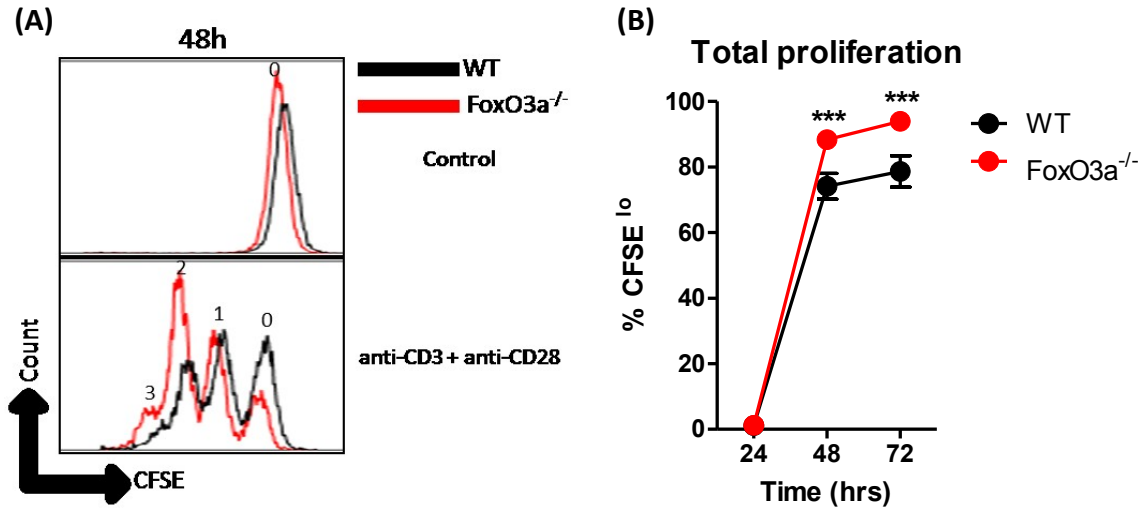 (A)
48h
0
WT
FoxO3a-/-
Control
2
1
0
3
anti-CD3 + anti-CD28
Count
CFSE
(B)
Total proliferation
100
80
60
40
20
0
% CFSE lo
***
***
WT
FoxO3a-/-
24
48
72
Time (hrs)